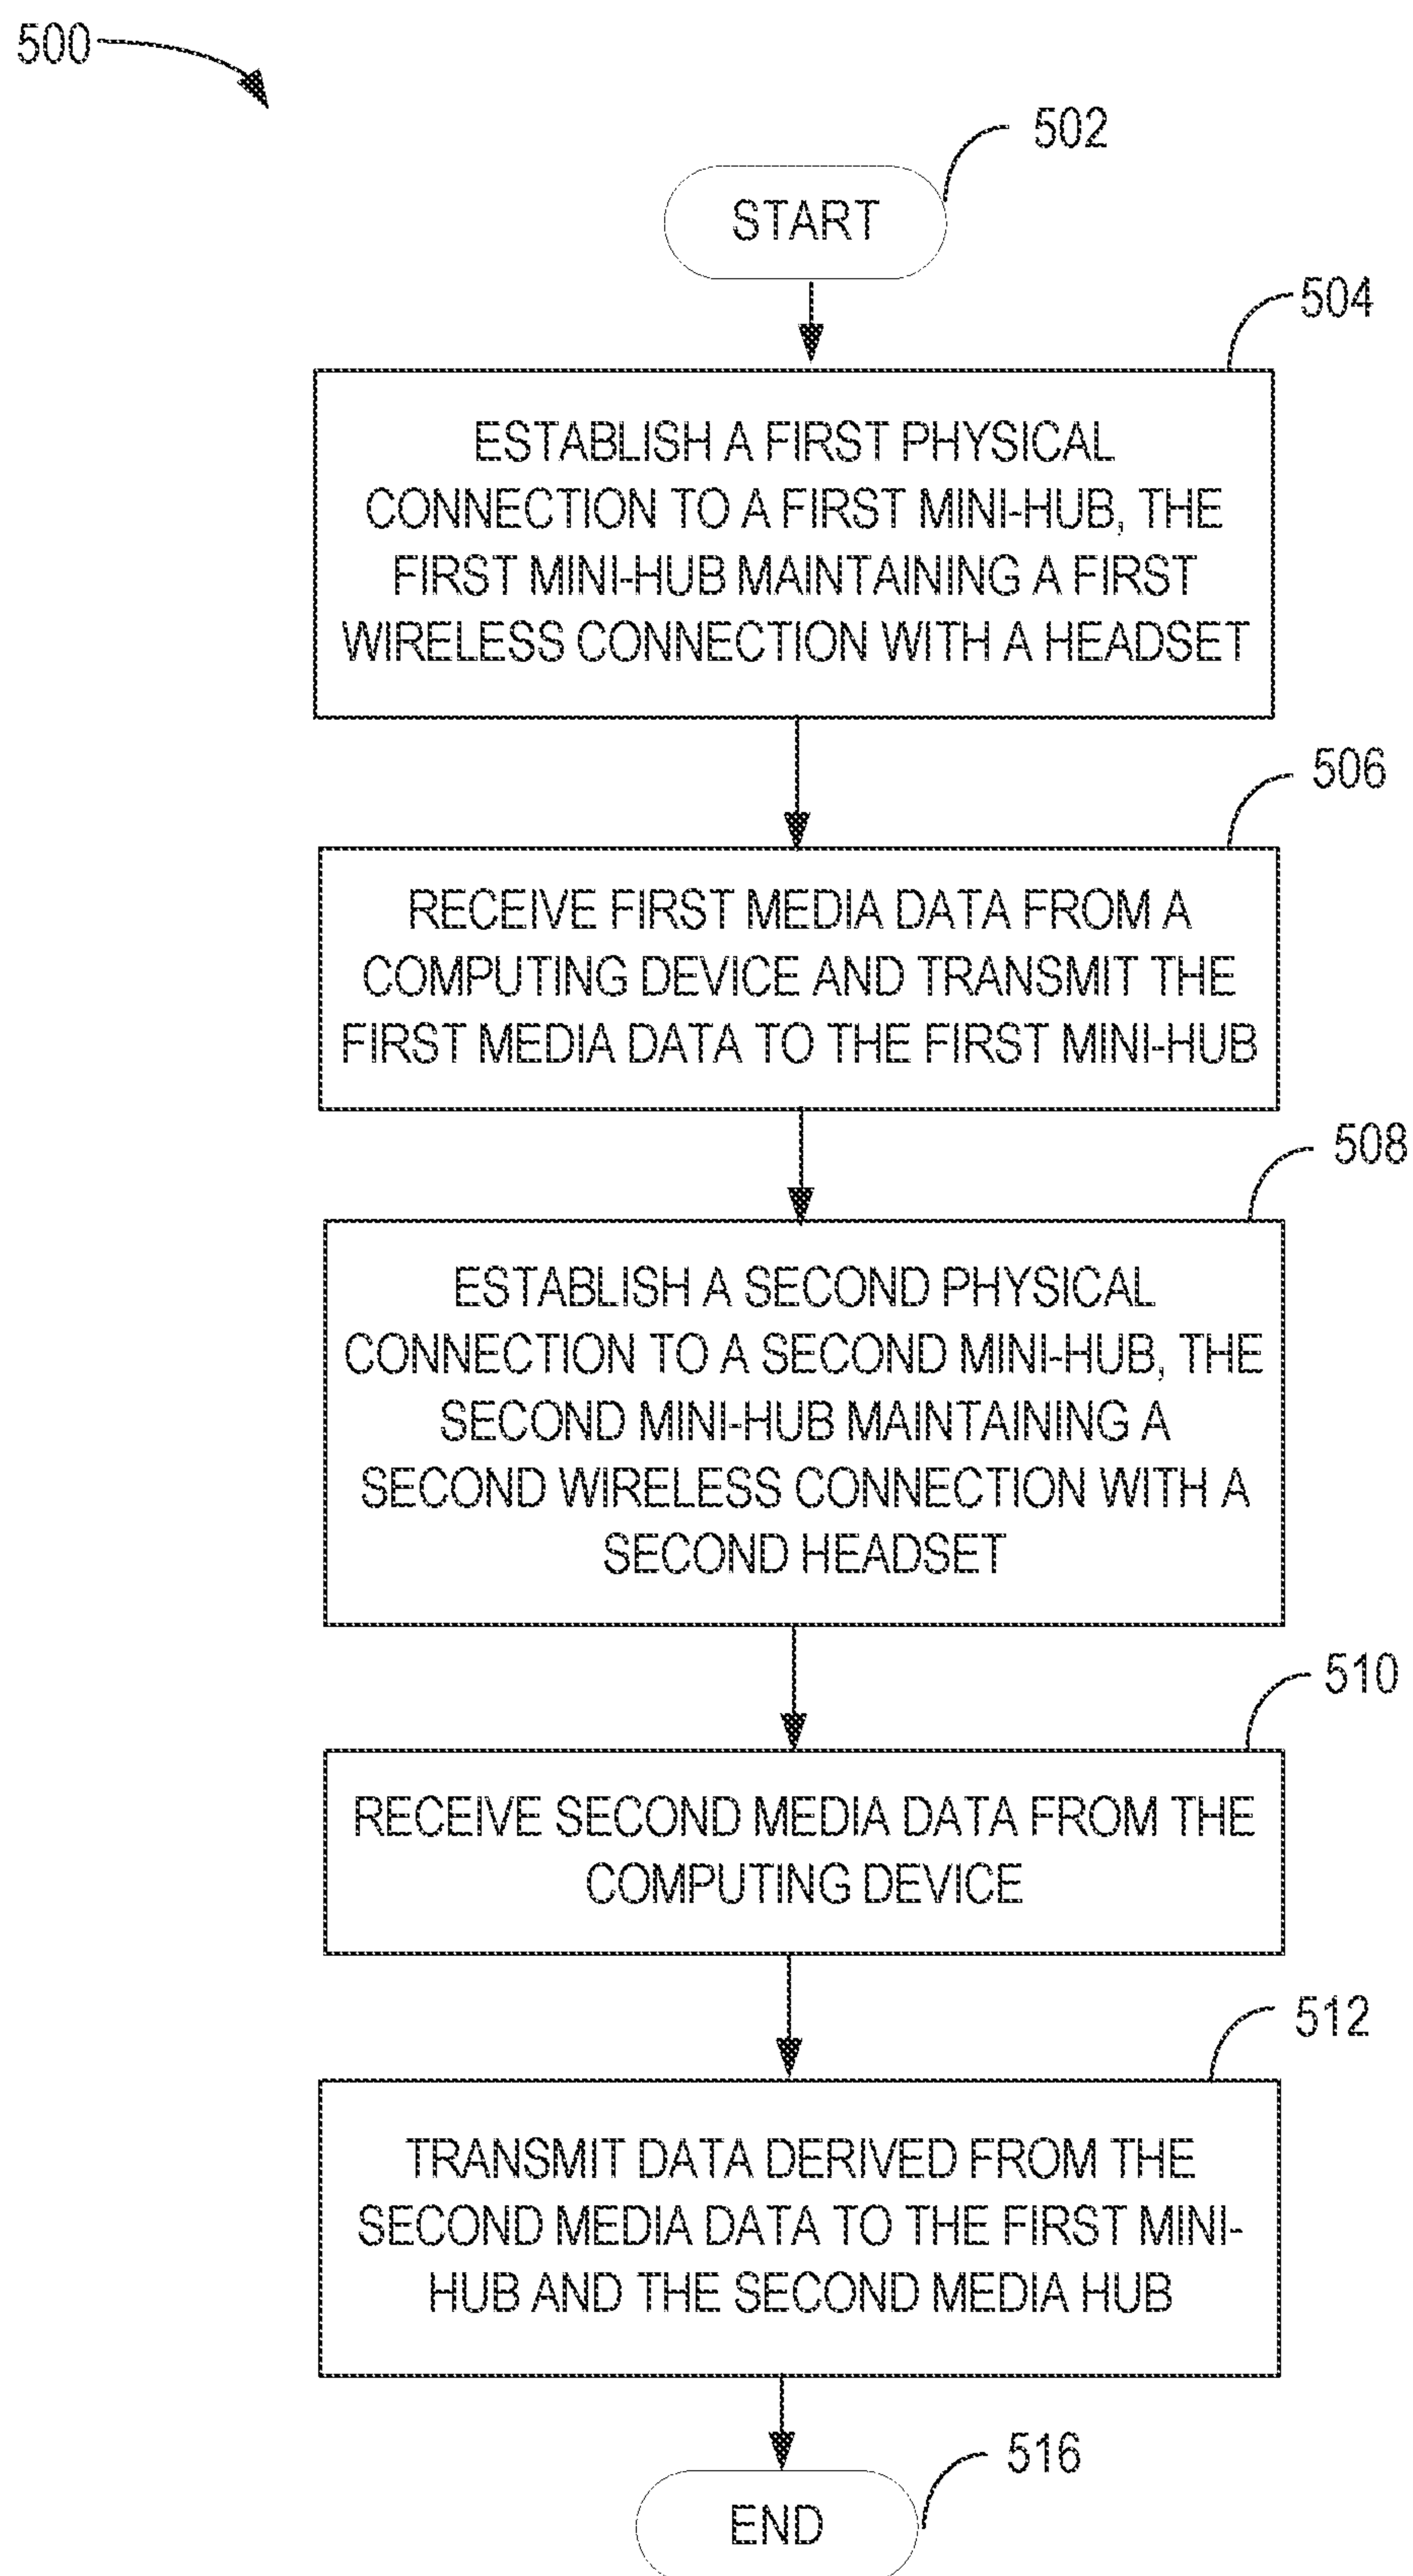 500
502
START
504
ESTABLISH A FIRST PHYSICAL
CONNECTION TO A FIRST MINI-HUB, THE
FIRST MINI-HUB MAINTAINING A FIRST
WIRELESS CONNECTION WITH A HEADSET
506
RECEIVE FIRST MEDIA DATA FROM A
COMPUTING DEVICE AND TRANSMIT THE
FIRST MEDIA DATA TO THE FIRST MINI-HUB
508
ESTABLISH A SECOND PHYSICAL
CONNECTION TO A SECOND MINI-HUB, THE
SECOND MINI-HUB MAINTAINING A
SECOND WIRELESS CONNECTION WITH A
SECOND HEADSET
510
RECEIVE SECOND MEDIA DATA FROM THE
COMPUTING DEVICE
512
TRANSMIT DATA DERIVED FROM THE
SECOND MEDIA DATA TO THE FIRST MINI-
HUB AND THE SECOND MEDIA HUB
516
END